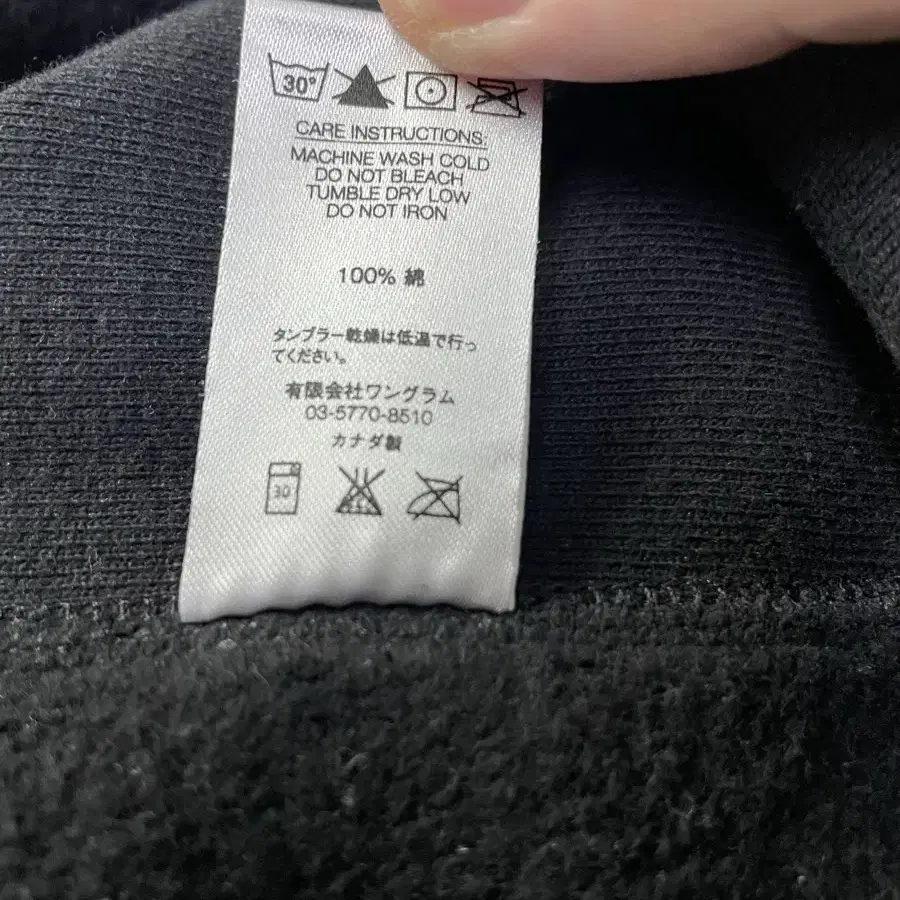 30°
CARE INSTRUCTIONS:
MACHINE WASH COLD
DO NOT BLEACH
TUMBLE DRY LOW
DO NOT IRON
100% 綿
タンブラー乾燥は低温で行っ
てください。
有限会社ワングラム
03-5770-8510
カナダ製
30